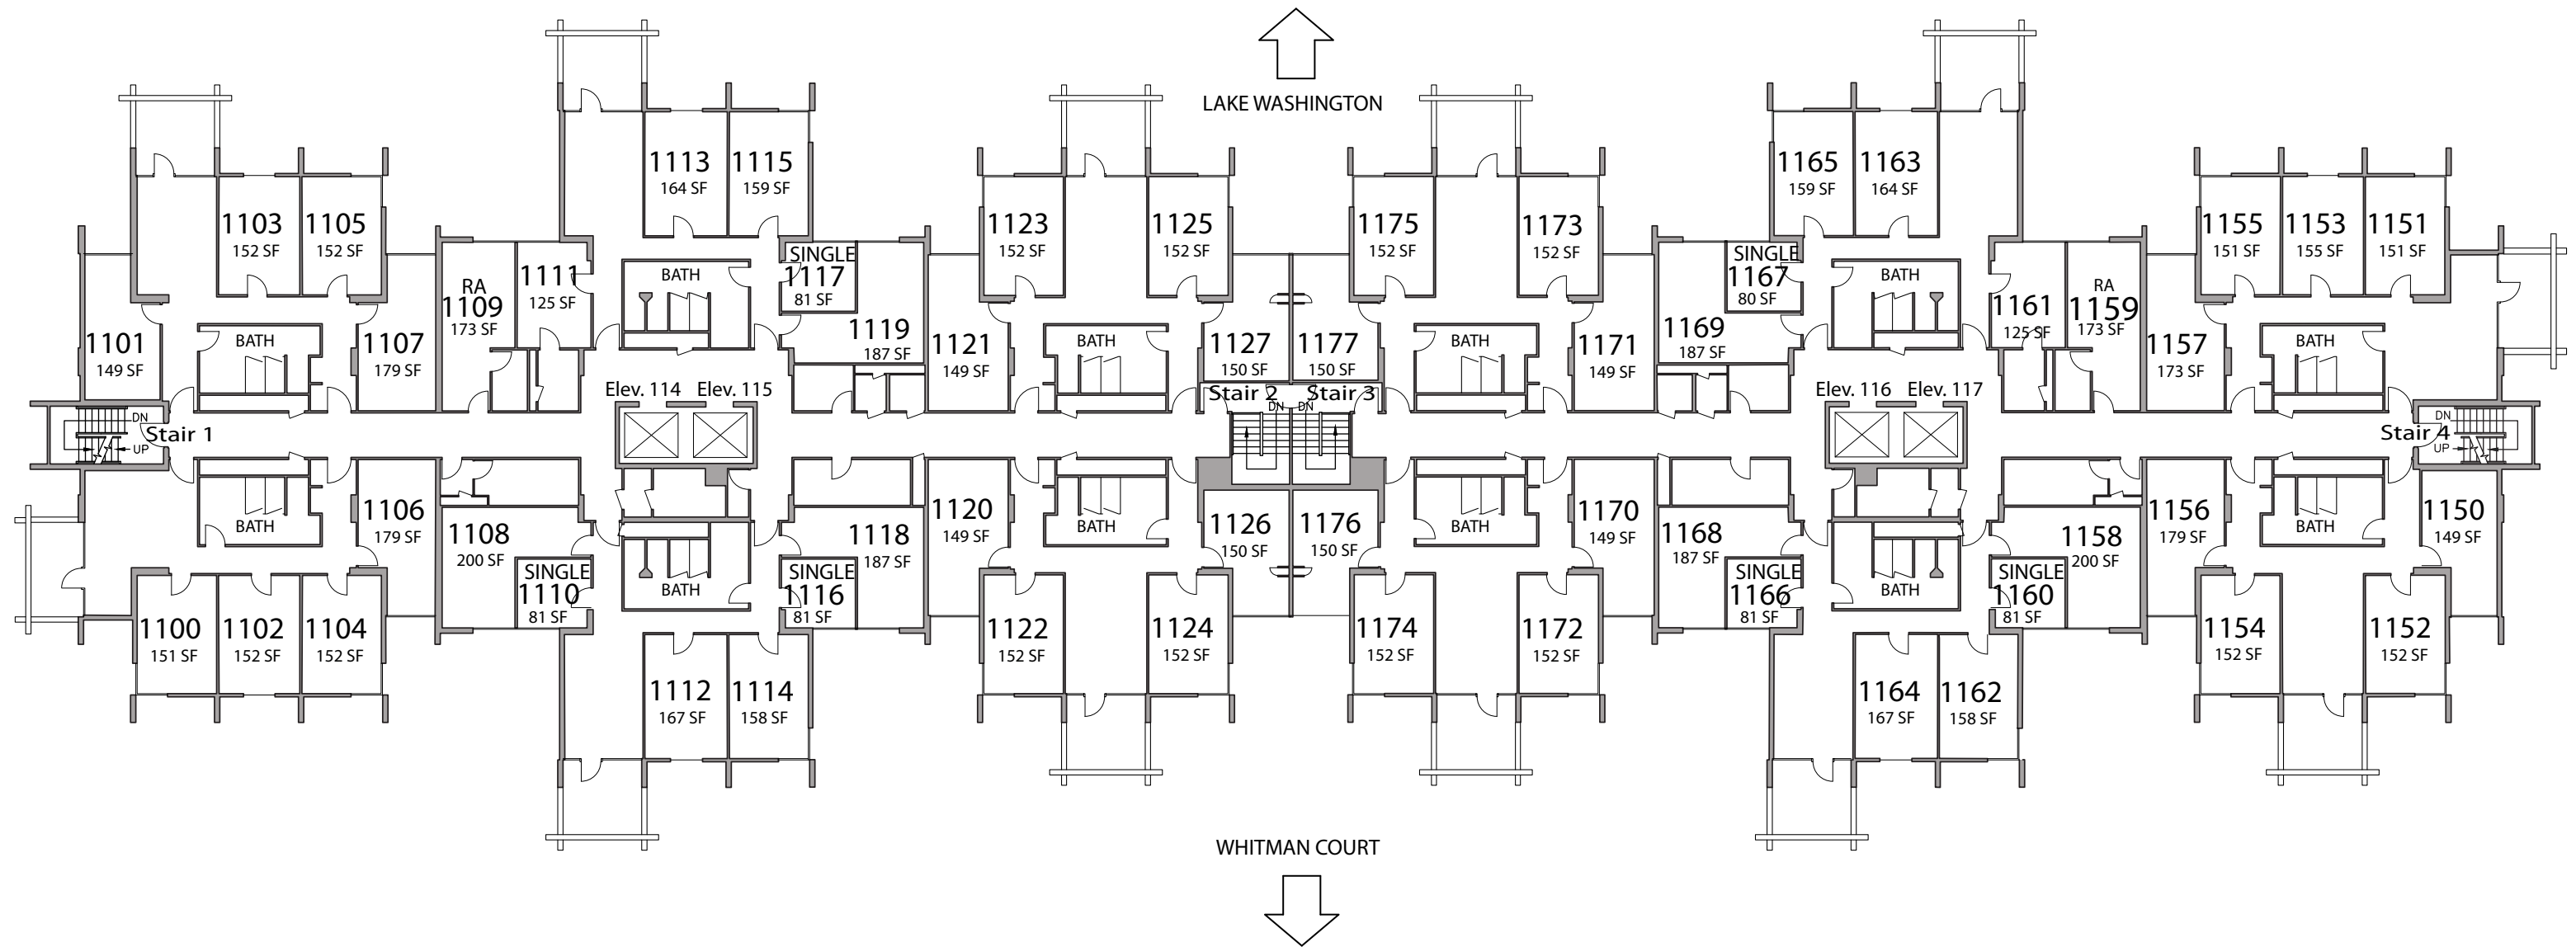 LAKE WASHINGTON
1113
164 SF
1115
159 SF
1165
159 SF
1163
164 SF
1103
152 SF
1105
152 SF
1123
152 SF
1125
152 SF
1175
152 SF
1173
152 SF
1155
151 SF
1153
155 SF
1151
151 SF
1101
149 SF
BATH
1107
179 SF
RA
1109
173 SF
1111
125 SF
BATH
SINGLE
1117
81 SF
1119
187 SF
1121
149 SF
BATH
1127
150 SF
1177
150 SF
BATH
1171
149 SF
SINGLE
1167
80 SF
1169
187 SF
BATH
1161
125 SF
RA
1159
173 SF
1157
173 SF
BATH
Stair 1
DN
UP
Elev. 114
Elev. 115
Stair 2
DN
DN
Stair 3
Elev. 116
Elev. 117
Stair 4
DN
UP
BATH
1106
179 SF
1108
200 SF
SINGLE
1110
81 SF
BATH
SINGLE
1116
81 SF
1118
187 SF
1120
149 SF
BATH
1126
150 SF
1176
150 SF
BATH
1170
149 SF
1168
187 SF
SINGLE
1166
81 SF
BATH
SINGLE
1160
81 SF
1158
200 SF
1156
179 SF
BATH
1150
149 SF
1100
151 SF
1102
152 SF
1104
152 SF
1122
152 SF
1124
152 SF
1174
152 SF
1172
152 SF
1154
152 SF
1152
152 SF
1112
167 SF
1114
158 SF
1164
167 SF
1162
158 SF
WHITMAN COURT